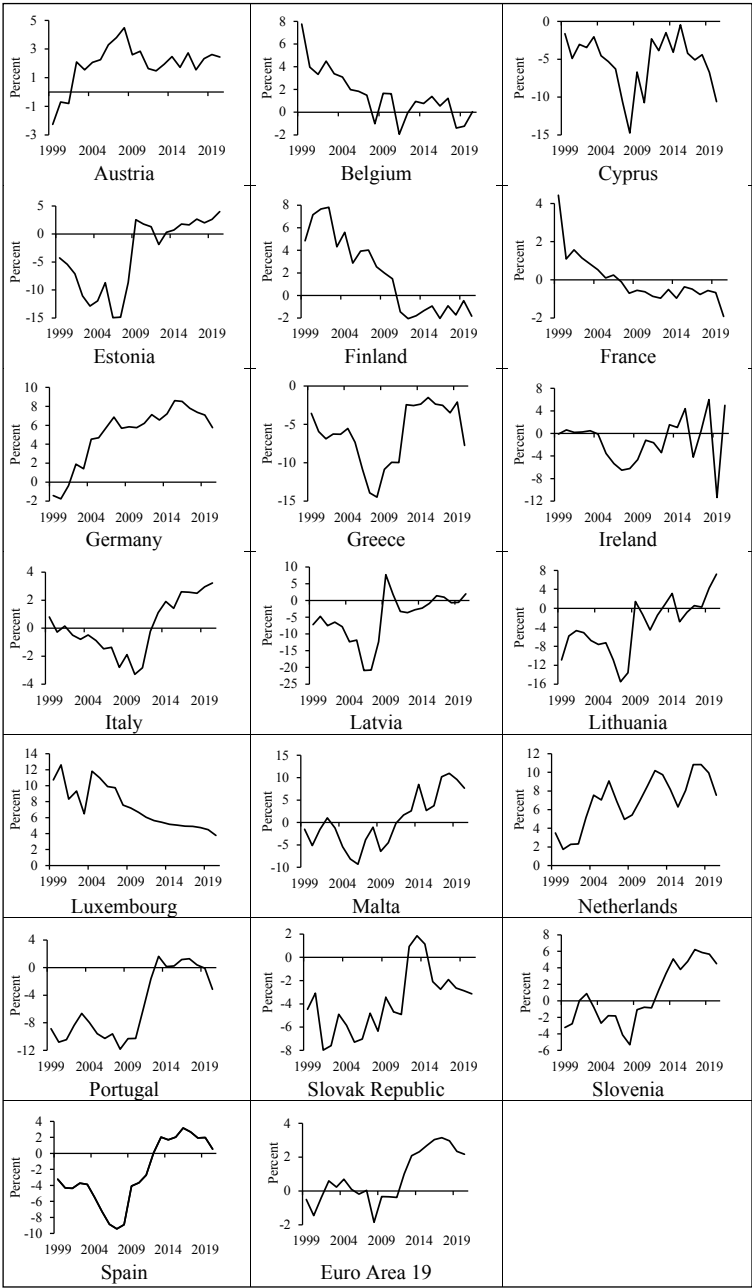 Percent
5
3
1
-1
-3
1999 2004 2009 2014 2019
Austria
Percent
8
6
4
2
0
-2
1999 2004 2009 2014 2019
Belgium
Percent
0
-5
-10
-15
1999 2004 2009 2014 2019
Cyprus
Percent
5
0
-5
-10
-15
1999 2004 2009 2014 2019
Estonia
Percent
8
6
4
2
0
-2
1999 2004 2009 2014 2019
Finland
Percent
4
2
0
-2
1999 2004 2009 2014 2019
France
Percent
10
8
6
4
2
0
-2
1999 2004 2009 2014 2019
Germany
Percent
0
-5
-10
-15
1999 2004 2009 2014 2019
Greece
Percent
8
4
0
-4
-8
-12
1999 2004 2009 2014 2019
Ireland
Percent
4
2
0
-2
-4
1999 2004 2009 2014 2019
Italy
Percent
10
5
0
-5
-10
-15
-20
-25
1999 2004 2009 2014 2019
Latvia
Percent
8
4
0
-4
-8
-12
-16
1999 2004 2009 2014 2019
Lithuania
Percent
14
12
10
8
6
4
2
0
1999 2004 2009 2014 2019
Luxembourg
Percent
15
10
5
0
-5
-10
1999 2004 2009 2014 2019
Malta
Percent
12
10
8
6
4
2
0
1999 2004 2009 2014 2019
Netherlands
Percent
4
0
-4
-8
-12
1999 2004 2009 2014 2019
Portugal
Percent
2
0
-2
-4
-6
-8
1999 2004 2009 2014 2019
Slovak Republic
Percent
8
6
4
2
0
-2
-4
-6
1999 2004 2009 2014 2019
Slovenia
Percent
4
2
0
-2
-4
-6
-8
-10
1999 2004 2009 2014 2019
Spain
Percent
4
2
0
-2
1999 2004 2009 2014 2019
Euro Area 19